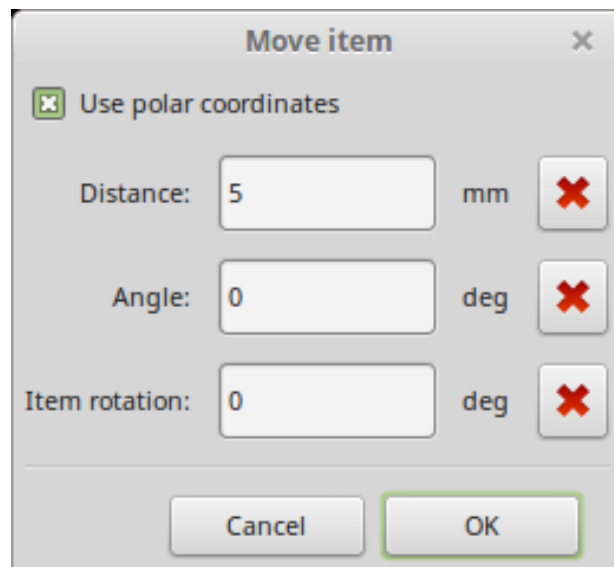 Move item
Use polar coordinates
Distance: 5 mm
Angle: 0 deg
Item rotation: 0 deg
Cancel OK